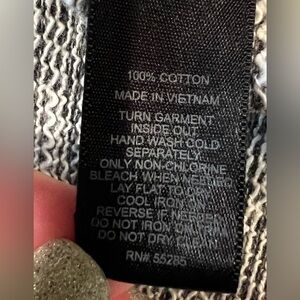 100% COTTON
MADE IN VIETNAM
TURN GARMENT
INSIDE OUT
HAND WASH COLD
SEPARATELY
ONLY NON-CHLORINE
BLEACH WHEN NEEDED
LAY FLAT TO DRY
COOL IRON ON
REVERSE IF NEEDED
DO NOT IRON ON TRIM
DO NOT DRY CLEAN
RN# 55285